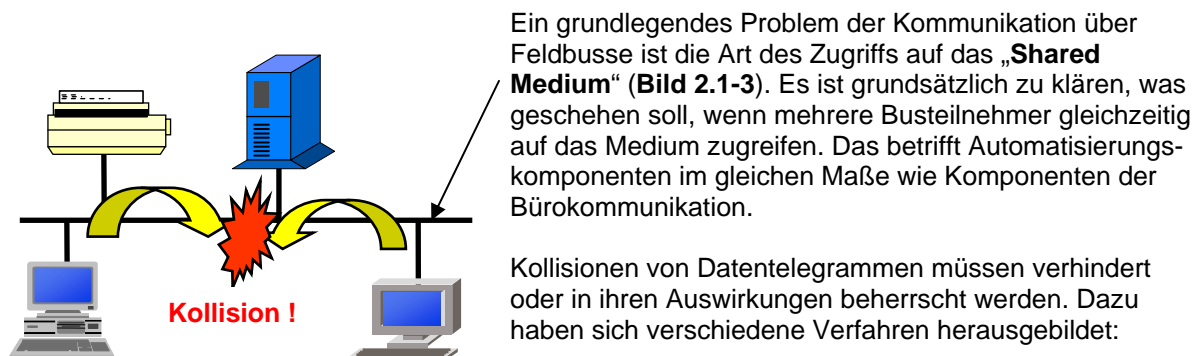 Ein grundlegendes Problem der Kommunikation über
Feldbusse ist die Art des Zugriffs auf das „Shared
Medium“ (Bild 2.1-3). Es ist grundsätzlich zu klären, was
geschehen soll, wenn mehrere Busteilnehmer gleichzeitig
auf das Medium zugreifen. Das betrifft Automatisierungs-
komponenten im gleichen Maße wie Komponenten der
Bürokommunikation.
Kollisionen von Datentelegrammen müssen verhindert
oder in ihren Auswirkungen beherrscht werden. Dazu
haben sich verschiedene Verfahren herausgebildet:
Kollision !